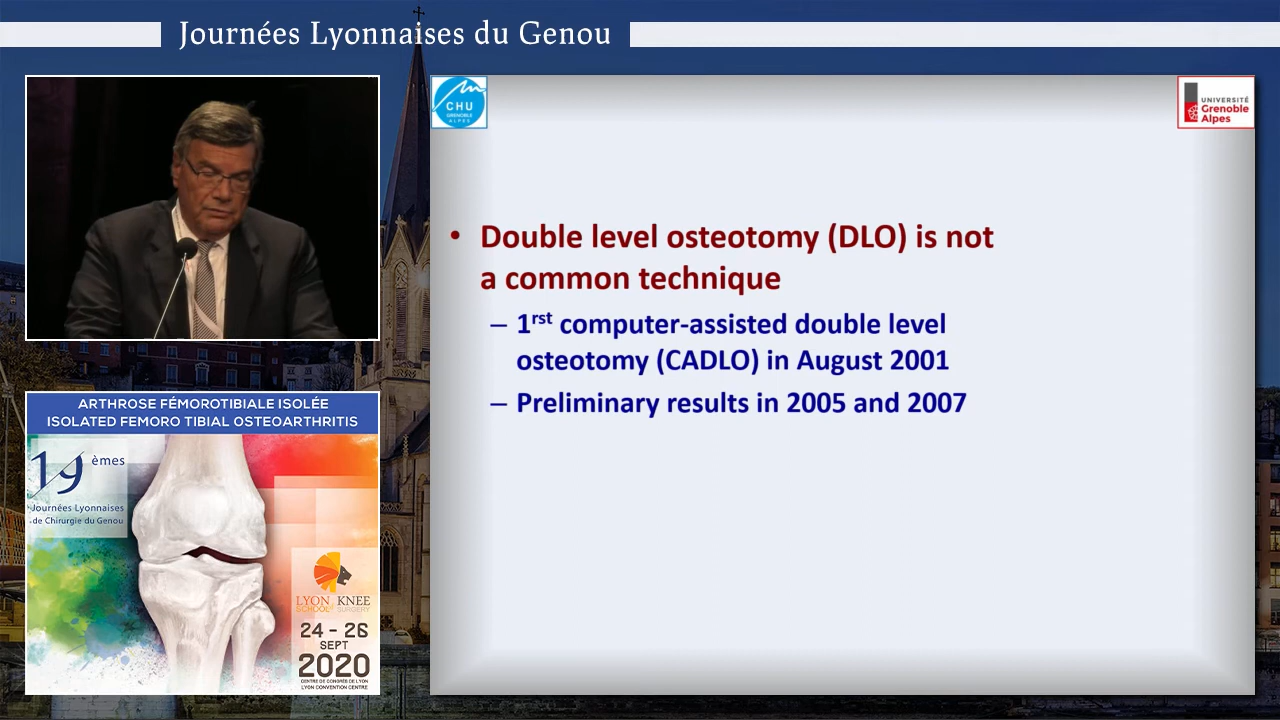 Journées Lyonnaises du Genou
CHU
GRENOBLE
ALPES
UNIVERSITÉ
Grenoble
Alpes
• Double level osteotomy (DLO) is not
a common technique
– 1rst computer-assisted double level
osteotomy (CADLO) in August 2001
– Preliminary results in 2005 and 2007
ARTHROSE FÉMOROTIBIALE ISOLÉE
ISOLATED FEMORO TIBIAL OSTEOARTHRITIS
19 èmes
Journées Lyonnaises
de Chirurgie du Genou
LYON KNEE
SCHOOL OF SURGERY
24 - 26
SEPT
2020
CENTRE DE CONGRÈS DE LYON
LYON CONVENTION CENTRE